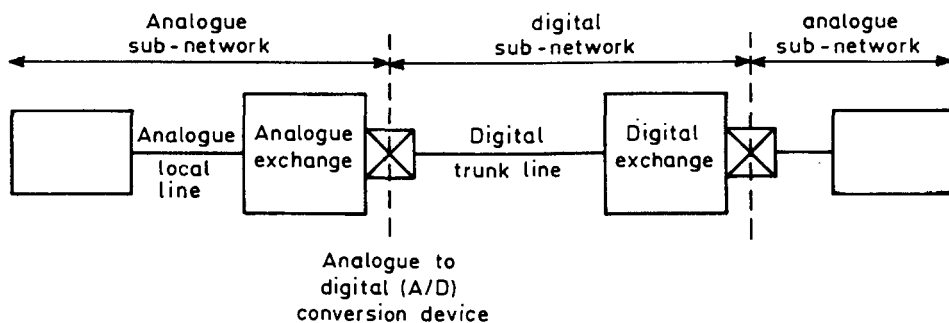 Analogue
sub-network
digital
sub-network
analogue
sub-network
Analogue
local
line
Analogue
exchange
Digital
trunk line
Digital
exchange
Analogue to
digital (A/D)
conversion device